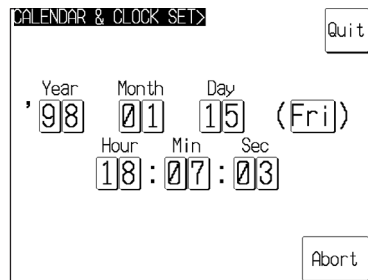 CALENDAR & CLOCK SET>
Quit
Year Month Day
'98 01 15 (Fri)
Hour Min Sec
18:07:03
Abort